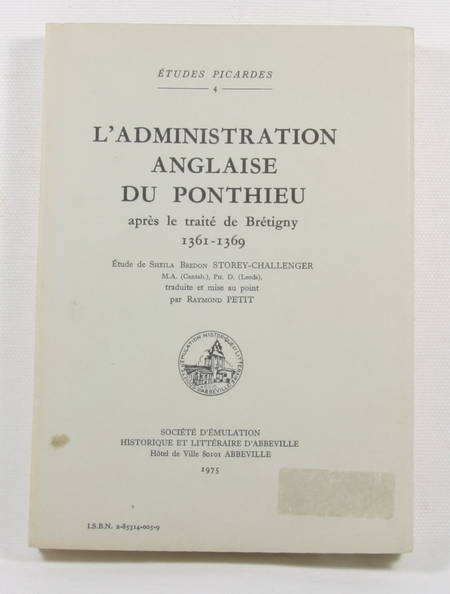 ÉTUDES PICARDES
4
L'ADMINISTRATION
ANGLAISE
DU PONTHIEU
après le traité de Brétigny
1361-1369
Étude de SHEILA BREDON STOREY-CHALLENGER
M.A. (Cantab.), PH. D. (Leeds),
traduite et mise au point
par RAYMOND PETIT
SOCIÉTÉ D'ÉMULATION
HISTORIQUE ET LITTÉRAIRE D'ABBEVILLE
Hôtel de Ville 80101 ABBEVILLE
1975
I.S.B.N. 2-85314-005-9